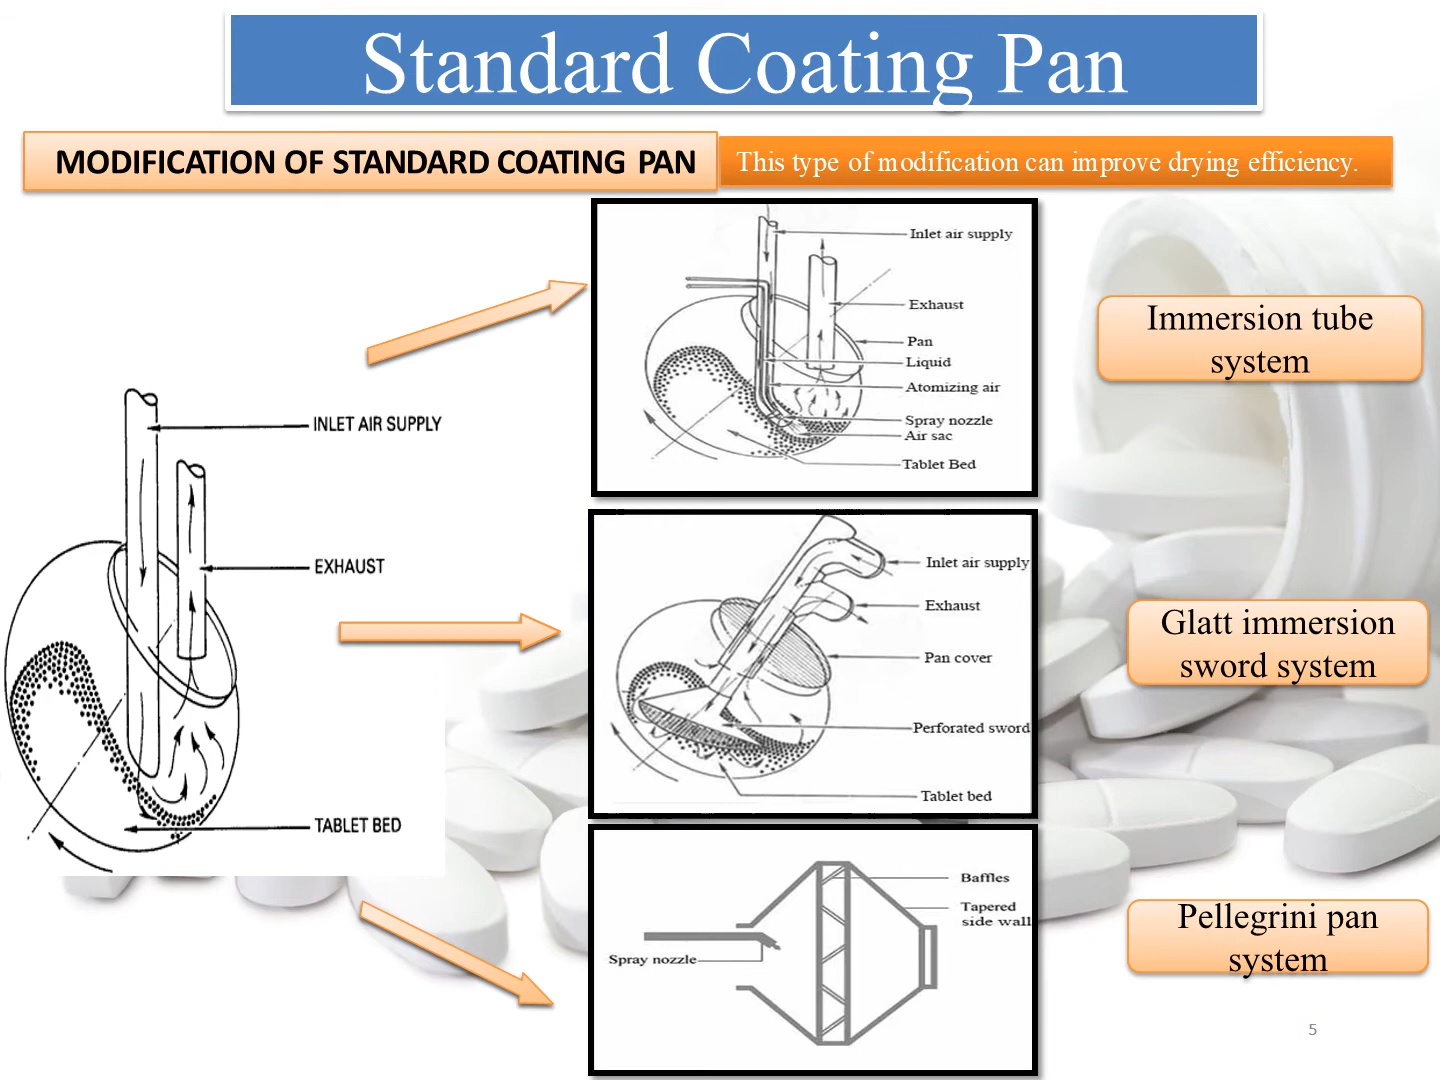 Standard Coating Pan
MODIFICATION OF STANDARD COATING PAN
This type of modification can improve drying efficiency.
INLET AIR SUPPLY
EXHAUST
TABLET BED
Inlet air supply
Exhaust
Pan
Liquid
Atomizing air
Spray nozzle
Air sac
Tablet Bed
Immersion tube
system
Inlet air supply
Exhaust
Pan cover
Perforated sword
Tablet bed
Glatt immersion
sword system
Baffles
Tapered
side wall
Spray nozzle
Pellegrini pan
system
5